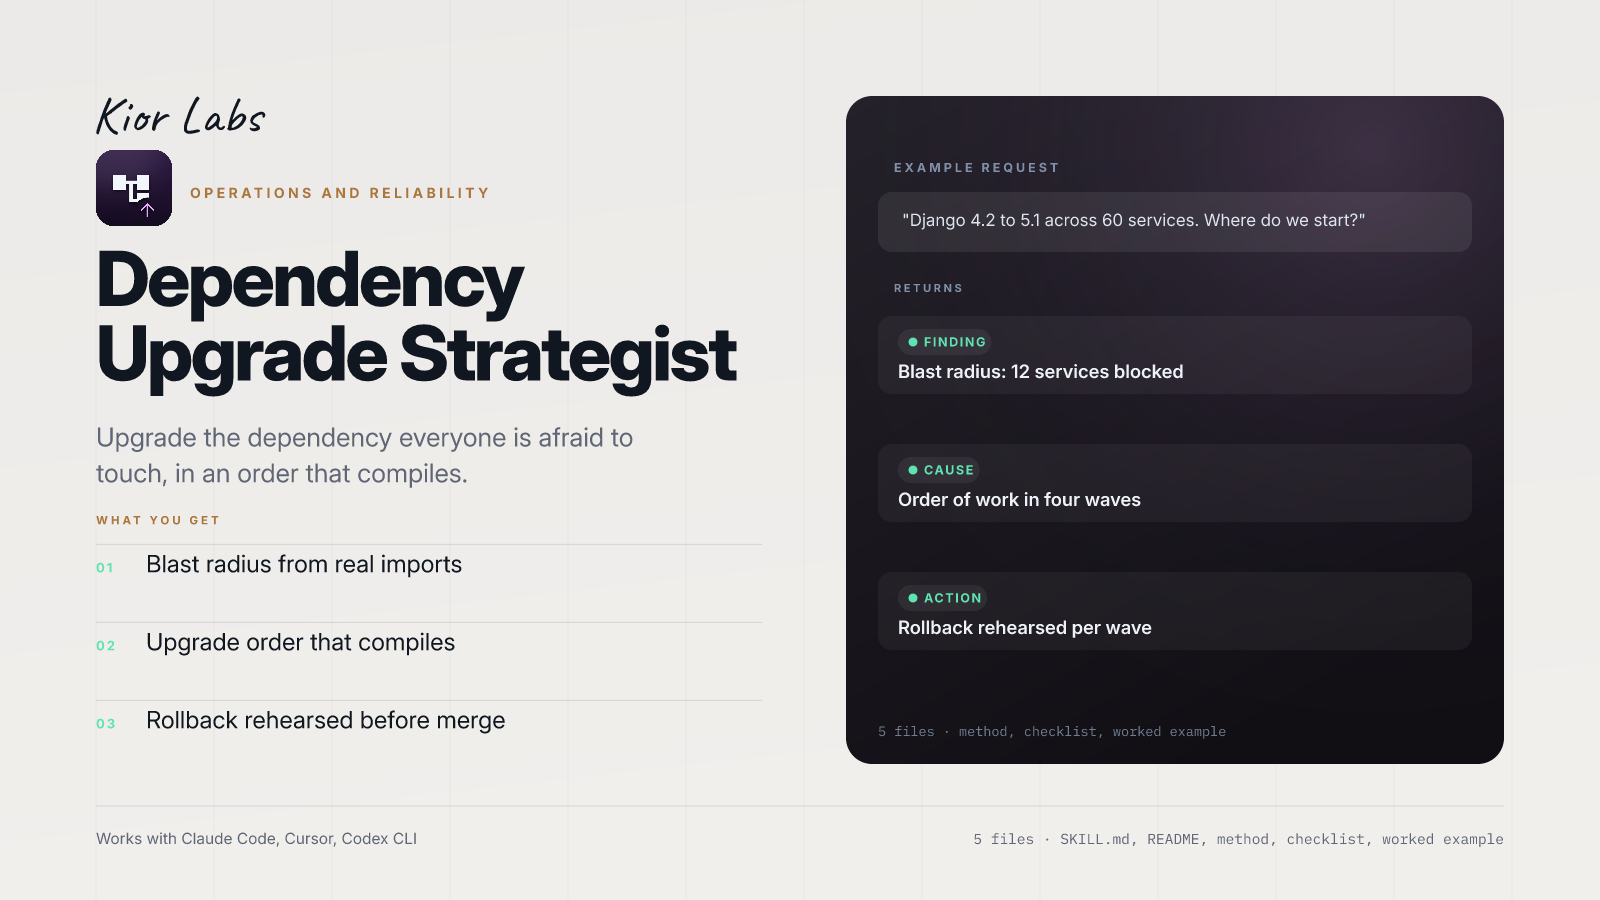 Kior Labs
OPERATIONS AND RELIABILITY
Dependency
Upgrade Strategist
Upgrade the dependency everyone is afraid to
touch, in an order that compiles.
WHAT YOU GET
01 Blast radius from real imports
02 Upgrade order that compiles
03 Rollback rehearsed before merge
EXAMPLE REQUEST
"Django 4.2 to 5.1 across 60 services. Where do we start?"
RETURNS
FINDING
Blast radius: 12 services blocked
CAUSE
Order of work in four waves
ACTION
Rollback rehearsed per wave
5 files · method, checklist, worked example
Works with Claude Code, Cursor, Codex CLI
5 files · SKILL.md, README, method, checklist, worked example